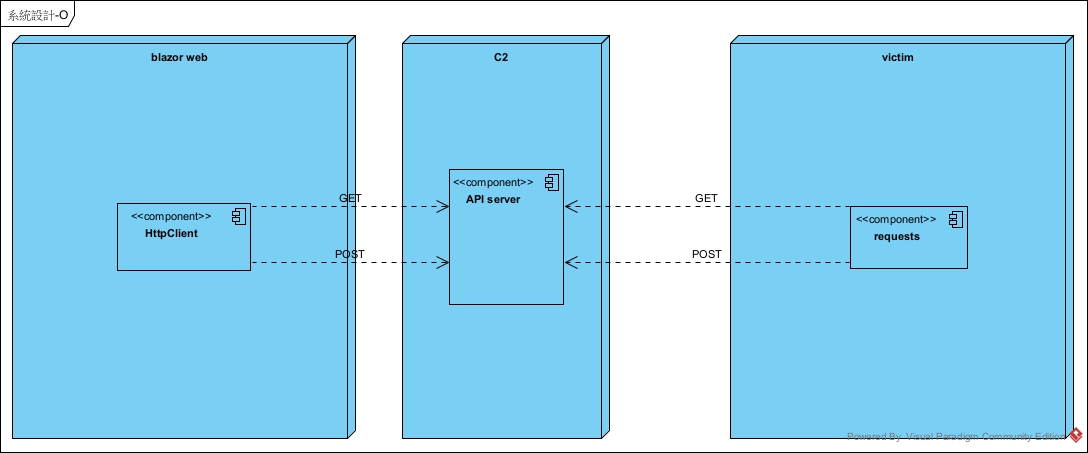 系統設計-O
blazor web
C2
victim
<<component>>
HttpClient
GET
POST
<<component>>
API server
GET
POST
<<component>>
requests
Powered By Visual Paradigm Community Edition